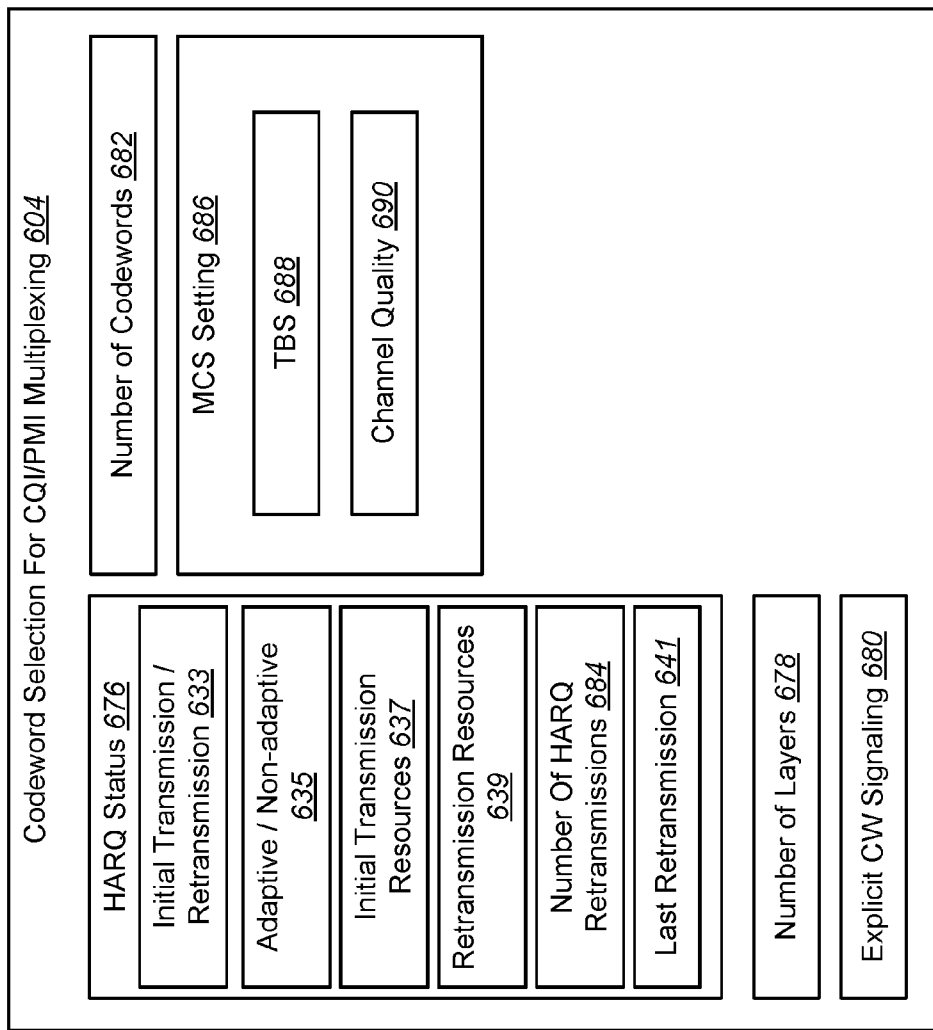 Codeword Selection For CQI/PMI Multiplexing 604
HARQ Status 676
Initial Transmission /
Retransmission 633
Adaptive / Non-adaptive
635
Initial Transmission
Resources 637
Retransmission Resources
639
Number Of HARQ
Retransmissions 684
Last Retransmission 641
Number of Layers 678
Explicit CW Signaling 680
Number of Codewords 682
MCS Setting 686
TBS 688
Channel Quality 690